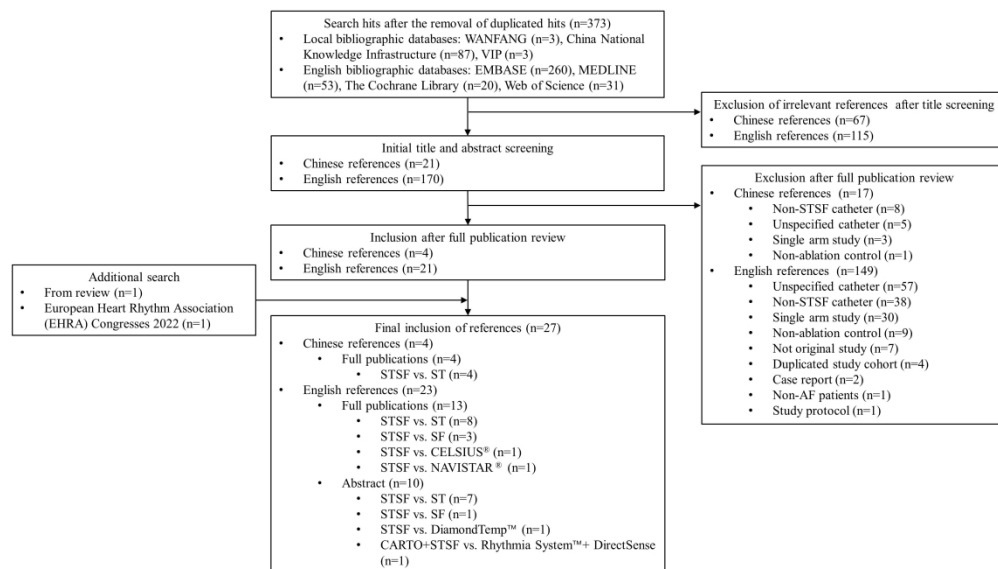 Search hits after the removal of duplicated hits (n=373)
• Local bibliographic databases: WANFANG (n=3), China National
Knowledge Infrastructure (n=87), VIP (n=3)
• English bibliographic databases: EMBASE (n=260), MEDLINE
(n=53), The Cochrane Library (n=20), Web of Science (n=31)
Exclusion of irrelevant references after title screening
• Chinese references (n=67)
• English references (n=115)
Initial title and abstract screening
• Chinese references (n=21)
• English references (n=170)
Exclusion after full publication review
• Chinese references (n=17)
• Non-STSF catheter (n=8)
• Unspecified catheter (n=5)
• Single arm study (n=3)
• Non-ablation control (n=1)
• English references (n=149)
• Unspecified catheter (n=57)
• Non-STSF catheter (n=38)
• Single arm study (n=30)
• Non-ablation control (n=9)
• Not original study (n=7)
• Duplicated study cohort (n=4)
• Case report (n=2)
• Non-AF patients (n=1)
• Study protocol (n=1)
Inclusion after full publication review
• Chinese references (n=4)
• English references (n=21)
Additional search
• From review (n=1)
• European Heart Rhythm Association
(EHRA) Congresses 2022 (n=1)
Final inclusion of references (n=27)
• Chinese references (n=4)
• Full publications (n=4)
• STSF vs. ST (n=4)
• English references (n=23)
• Full publications (n=13)
• STSF vs. ST (n=8)
• STSF vs. SF (n=3)
• STSF vs. CELSIUS® (n=1)
• STSF vs. NAVISTAR ® (n=1)
• Abstract (n=10)
• STSF vs. ST (n=7)
• STSF vs. SF (n=1)
• STSF vs. DiamondTemp™ (n=1)
• CARTO+STSF vs. Rhythmia System™+ DirectSense
(n=1)